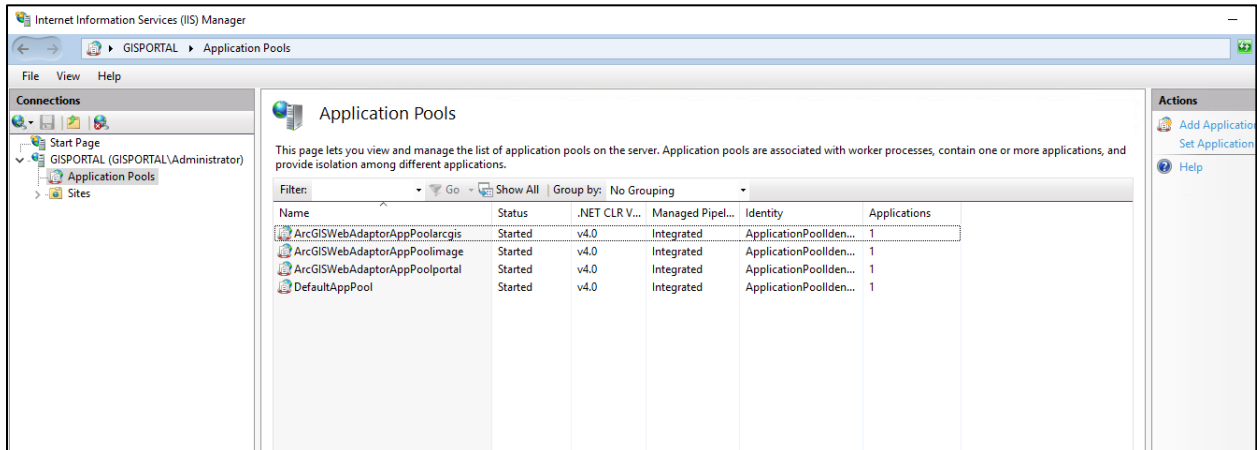 Internet Information Services (IIS) Manager
GISPORTAL Application Pools
File View Help
Connections
Start Page
GISPORTAL (GISPORTAL\Administrator)
Application Pools
Sites
Application Pools
This page lets you view and manage the list of application pools on the server. Application pools are associated with worker processes, contain one or more applications, and
provide isolation among different applications.
Filter: Go Show All Group by: No Grouping
Name Status .NET CLR V... Managed Pipel... Identity Applications
ArcGISWebAdaptorAppPoolarcgis Started v4.0 Integrated ApplicationPoolIden... 1
ArcGISWebAdaptorAppPoolimage Started v4.0 Integrated ApplicationPoolIden... 1
ArcGISWebAdaptorAppPoolportal Started v4.0 Integrated ApplicationPoolIden... 1
DefaultAppPool Started v4.0 Integrated ApplicationPoolIden... 1
Actions
Add Application
Set Application
Help